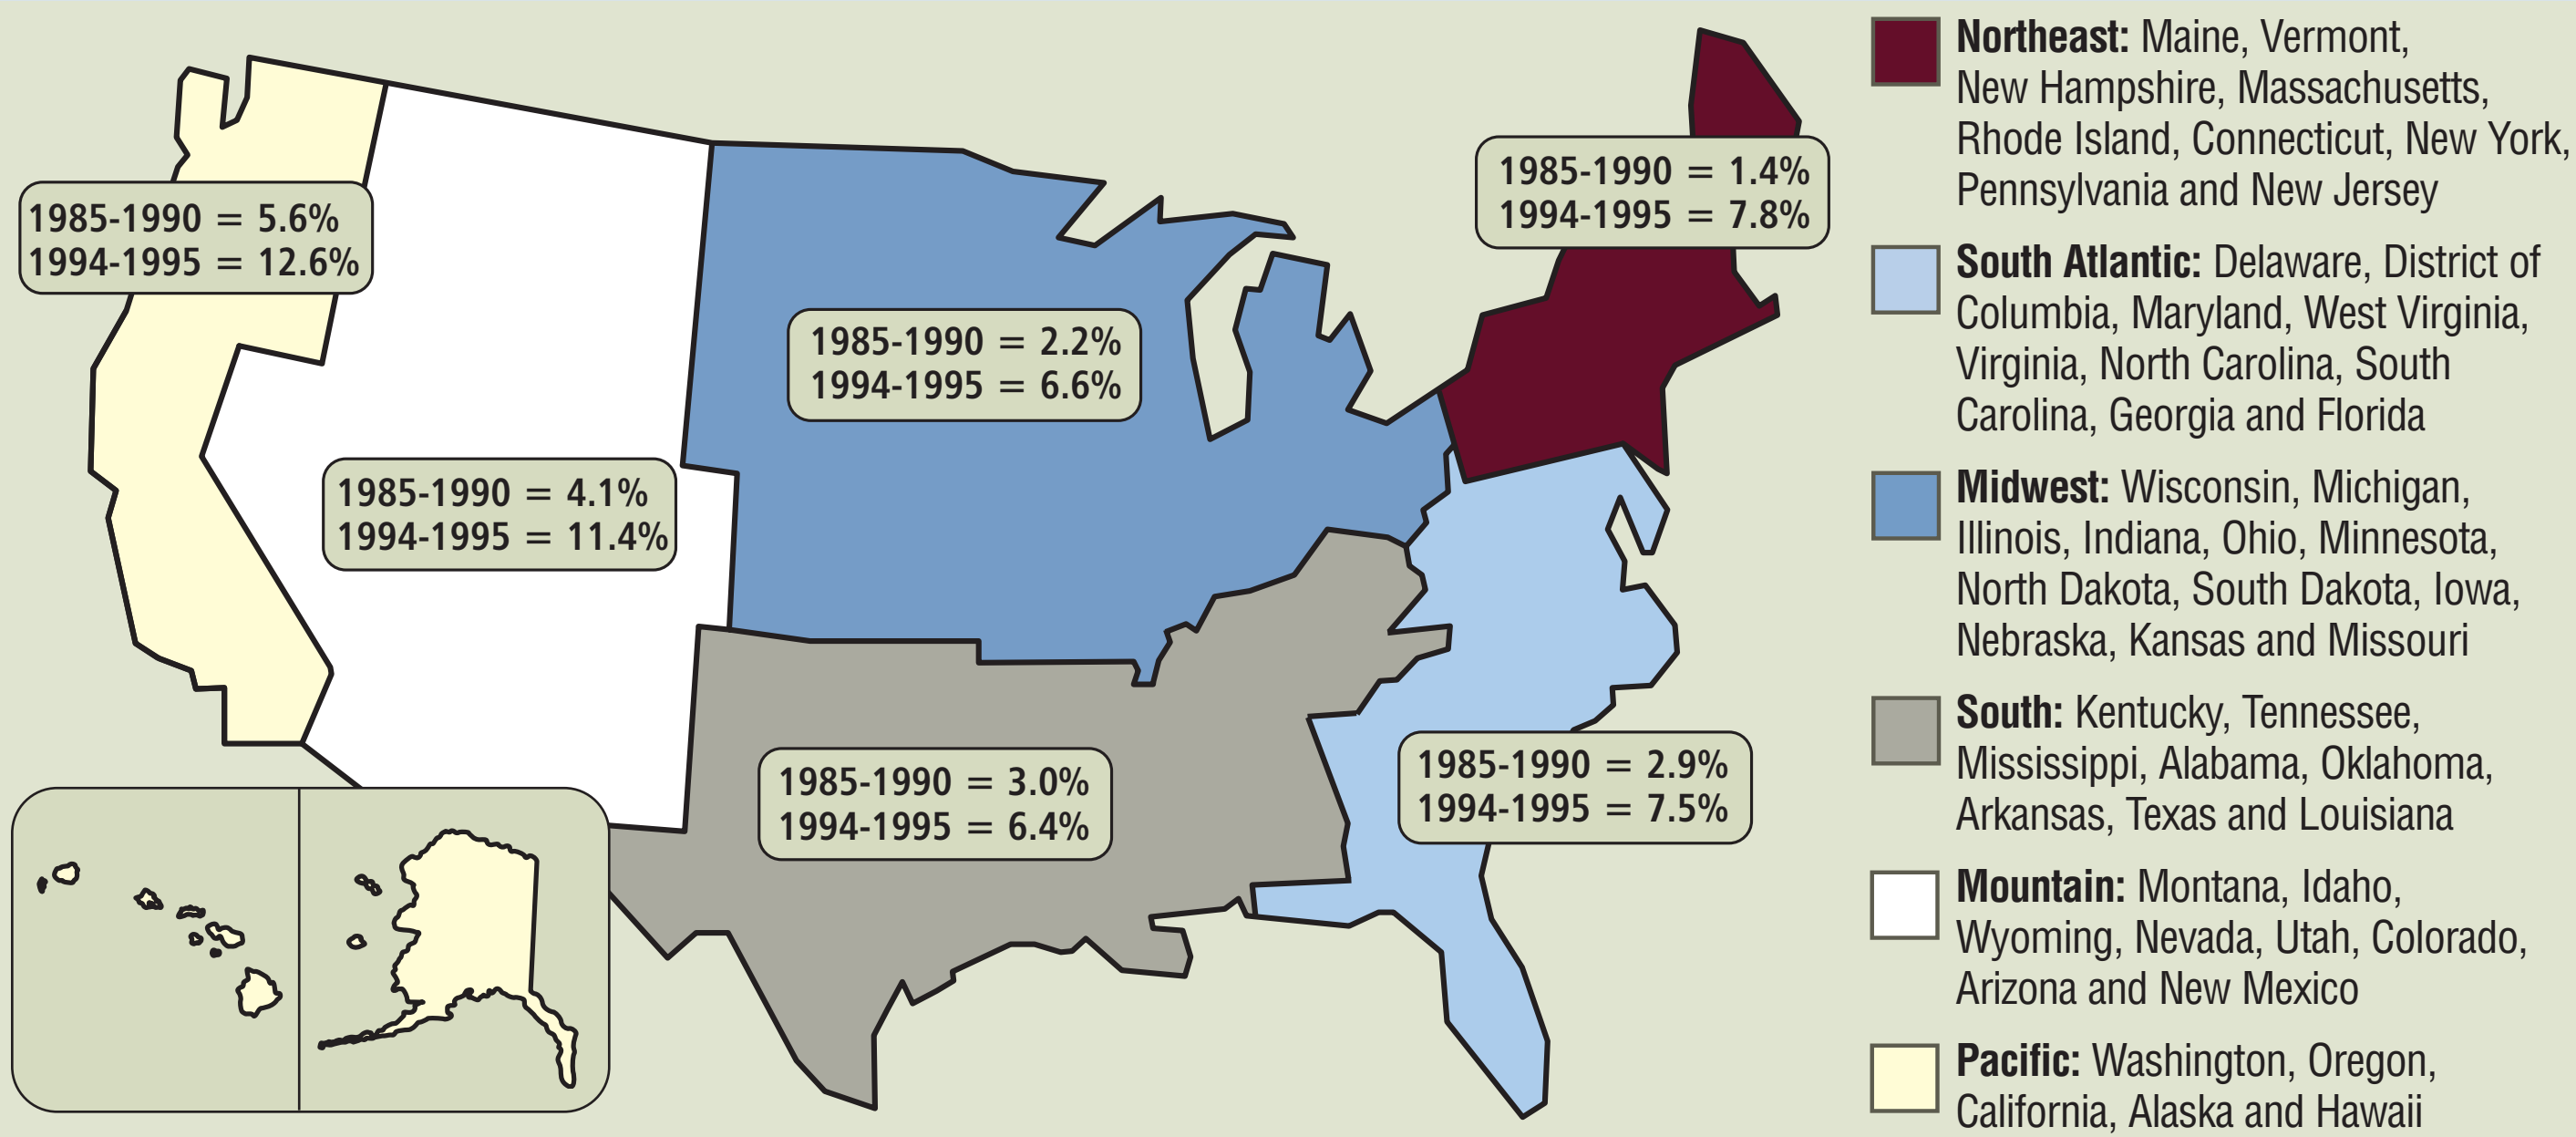 1985-1990 = 5.6%
1994-1995 = 12.6%
1985-1990 = 4.1%
1994-1995 = 11.4%
1985-1990 = 2.2%
1994-1995 = 6.6%
1985-1990 = 3.0%
1994-1995 = 6.4%
1985-1990 = 1.4%
1994-1995 = 7.8%
1985-1990 = 2.9%
1994-1995 = 7.5%
Northeast: Maine, Vermont,
New Hampshire, Massachusetts,
Rhode Island, Connecticut, New York,
Pennsylvania and New Jersey
South Atlantic: Delaware, District of
Columbia, Maryland, West Virginia,
Virginia, North Carolina, South
Carolina, Georgia and Florida
Midwest: Wisconsin, Michigan,
Illinois, Indiana, Ohio, Minnesota,
North Dakota, South Dakota, Iowa,
Nebraska, Kansas and Missouri
South: Kentucky, Tennessee,
Mississippi, Alabama, Oklahoma,
Arkansas, Texas and Louisiana
Mountain: Montana, Idaho,
Wyoming, Nevada, Utah, Colorado,
Arizona and New Mexico
Pacific: Washington, Oregon,
California, Alaska and Hawaii